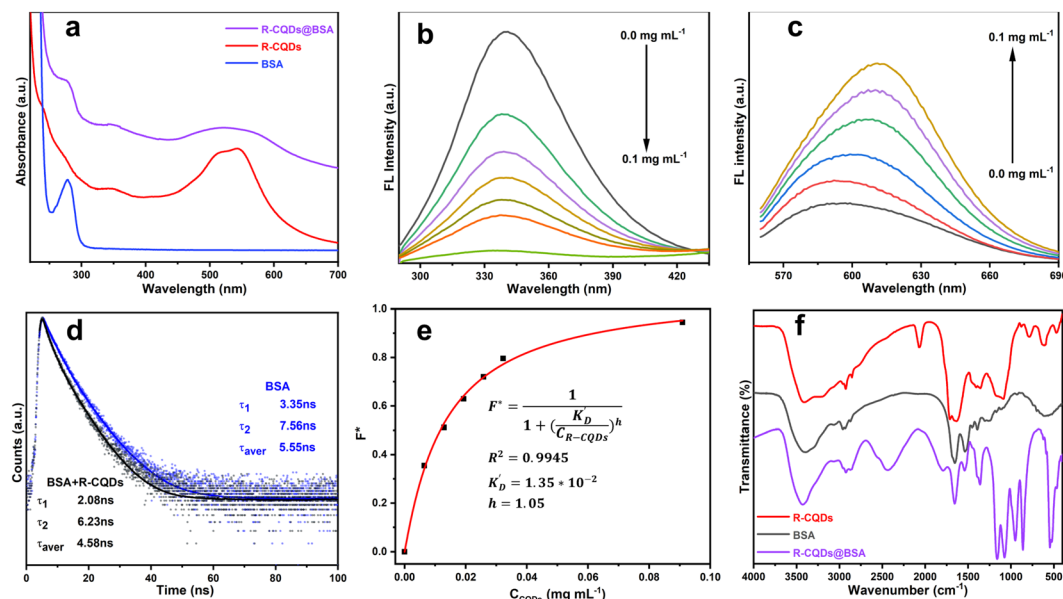 a
R-CQDs@BSA
R-CQDs
BSA
Absorbance (a.u.)
300 400 500 600 700
Wavelength (nm)
b
0.0 mg mL⁻¹
0.1 mg mL⁻¹
FL Intensity (a.u.)
300 330 360 390 420
Wavelength (nm)
c
0.1 mg mL⁻¹
0.0 mg mL⁻¹
FL intensity (a.u.)
570 600 630 660 690
Wavelength (nm)
d
BSA
τ1 3.35ns
τ2 7.56ns
τaver 5.55ns
BSA+R-CQDs
τ1 2.08ns
τ2 6.23ns
τaver 4.58ns
Counts (a.u.)
0 20 40 60 80 100
Time (ns)
e
F* = 1 / (1 + (K'D / C R-CQDs)^h)
R² = 0.9945
K'D = 1.35 * 10⁻²
h = 1.05
F*
1.0
0.8
0.6
0.4
0.2
0.0
0.00 0.02 0.04 0.06 0.08 0.10
C CQDs (mg mL⁻¹)
f
R-CQDs
BSA
R-CQDs@BSA
Transmittance (%)
4000 3500 3000 2500 2000 1500 1000 500
Wavenumber (cm⁻¹)